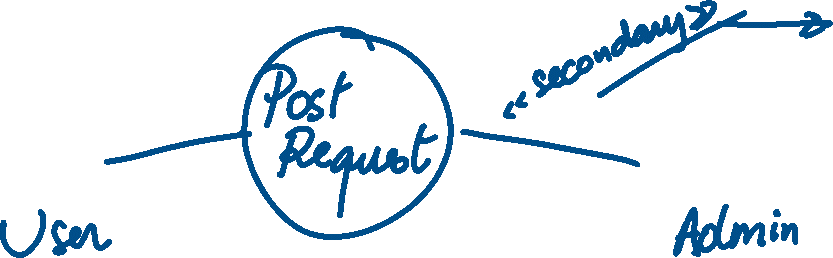 <<secondary>>
Post
Request
User
Admin